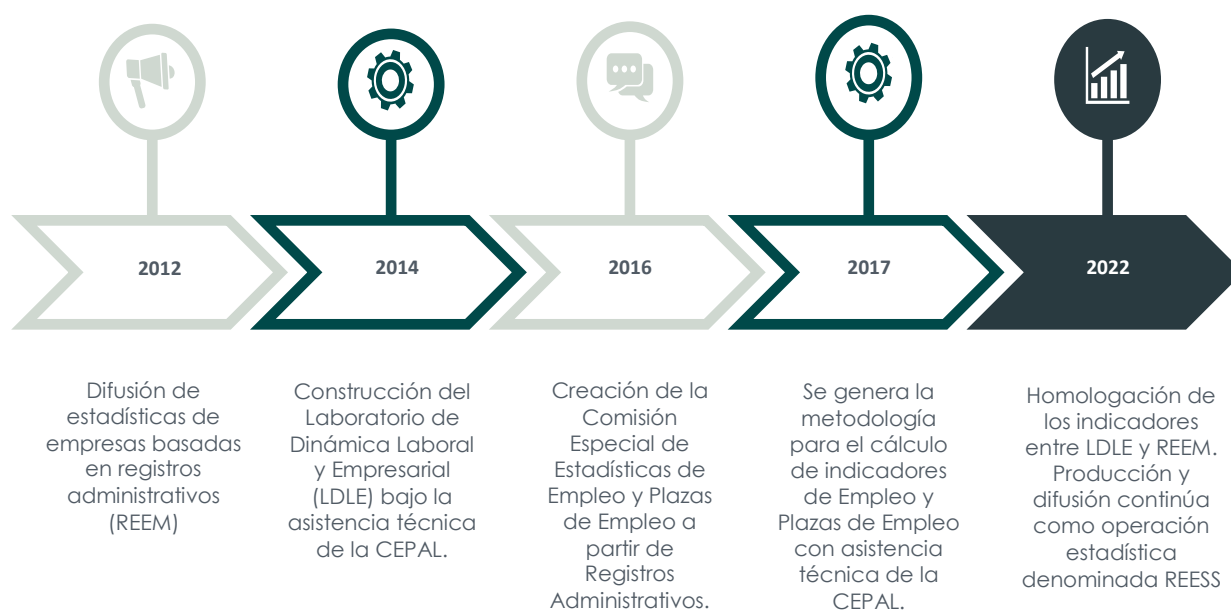 2012
2014
2016
2017
2022
Difusión de
estadísticas de
empresas basadas
en registros
administrativos
(REEM)
Construcción del
Laboratorio de
Dinámica Laboral
y Empresarial
(LDLE) bajo la
asistencia técnica
de la CEPAL.
Creación de la
Comisión
Especial de
Estadísticas de
Empleo y Plazas
de Empleo a
partir de
Registros
Administrativos.
Se genera la
metodología
para el cálculo
de indicadores
de Empleo y
Plazas de Empleo
con asistencia
técnica de la
CEPAL.
Homologación de
los indicadores
entre LDLE y REEM.
Producción y
difusión continúa
como operación
estadística
denominada REESS